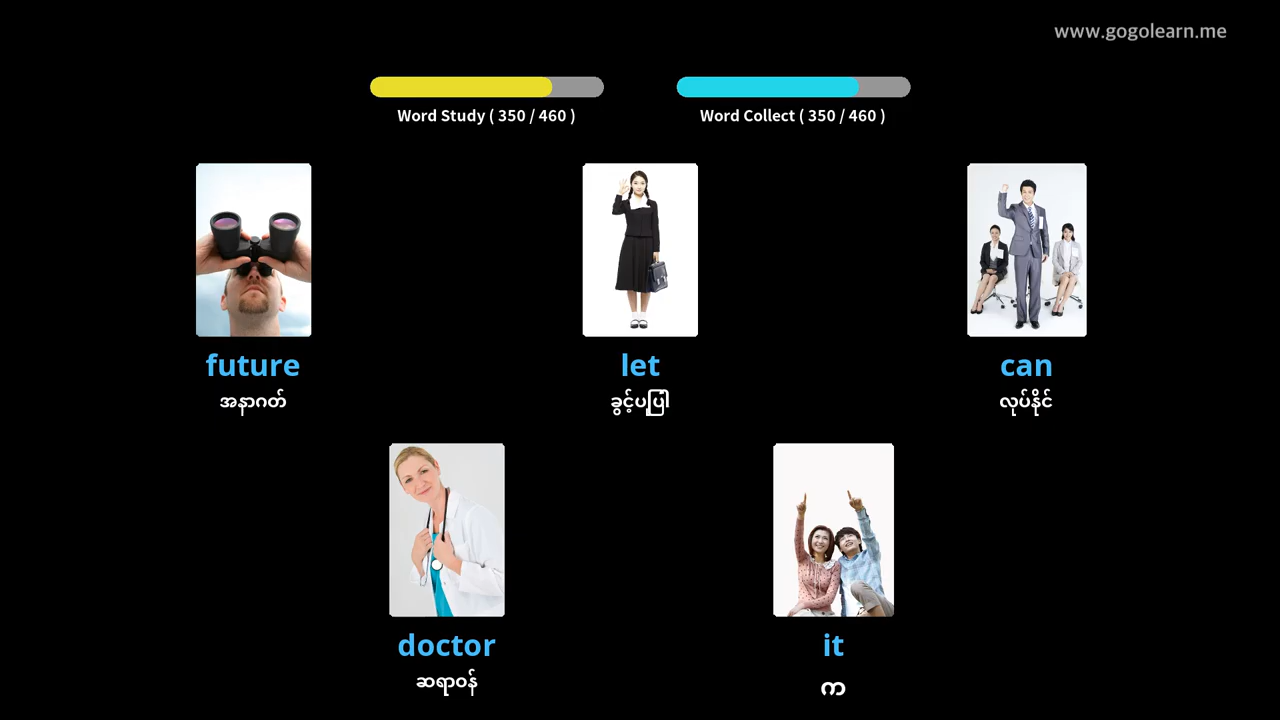 www.gogolearn.me
Word Study ( 350 / 460 )
Word Collect ( 350 / 460 )
future
အနာဂတ်
let
ခွင့်ပပြုါ
can
လုပ်နိုင်
doctor
ဆရာဝန်
it
က